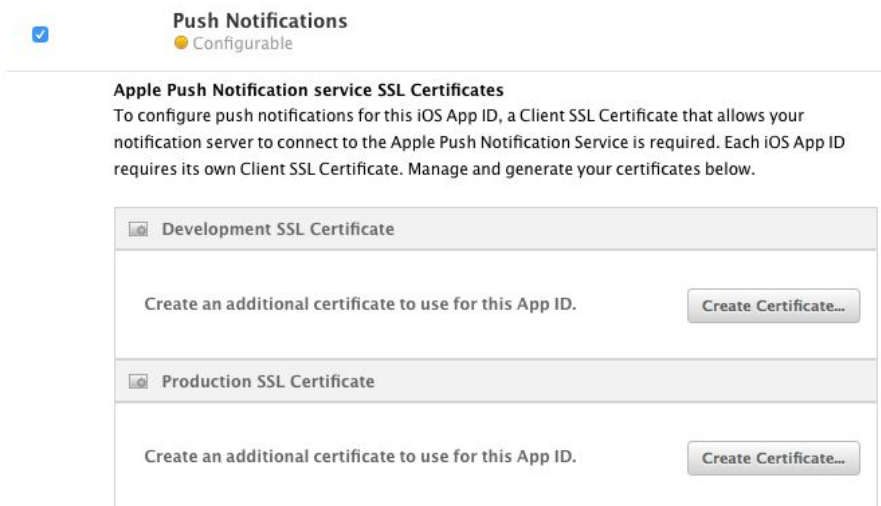 Push Notifications
Configurable
Apple Push Notification service SSL Certificates
To configure push notifications for this iOS App ID, a Client SSL Certificate that allows your
notification server to connect to the Apple Push Notification Service is required. Each iOS App ID
requires its own Client SSL Certificate. Manage and generate your certificates below.
Development SSL Certificate
Create an additional certificate to use for this App ID.
Create Certificate...
Production SSL Certificate
Create an additional certificate to use for this App ID.
Create Certificate...